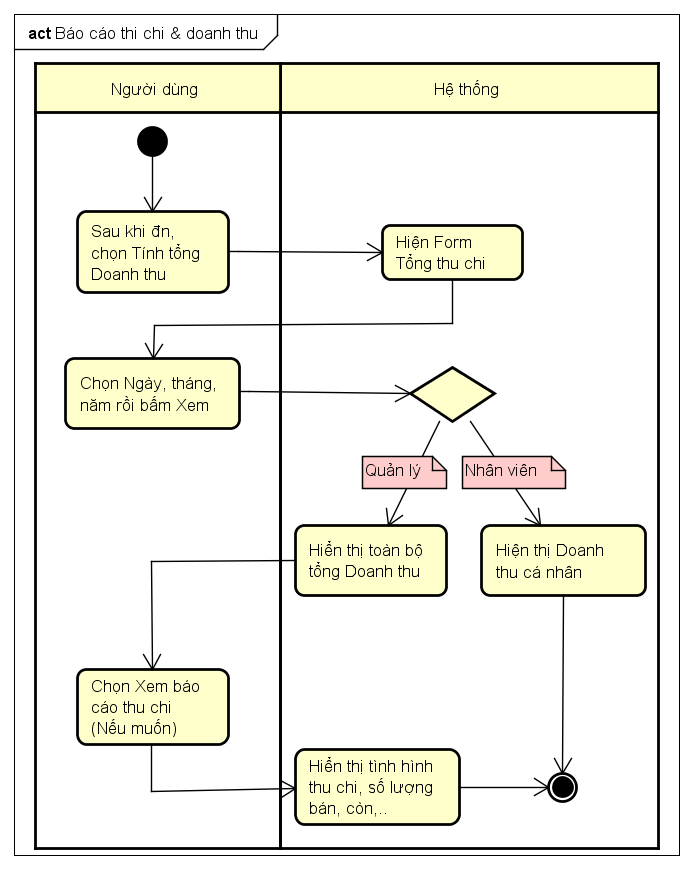 act Báo cáo thi chi & doanh thu
Người dùng
Hệ thống
Sau khi đn,
chọn Tính tổng
Doanh thu
Hiện Form
Tổng thu chi
Chọn Ngày, tháng,
năm rồi bấm Xem
Quản lý
Nhân viên
Hiển thị toàn bộ
tổng Doanh thu
Hiện thị Doanh
thu cá nhân
Chọn Xem báo
cáo thu chi
(Nếu muốn)
Hiển thị tình hình
thu chi, số lượng
bán, còn,..